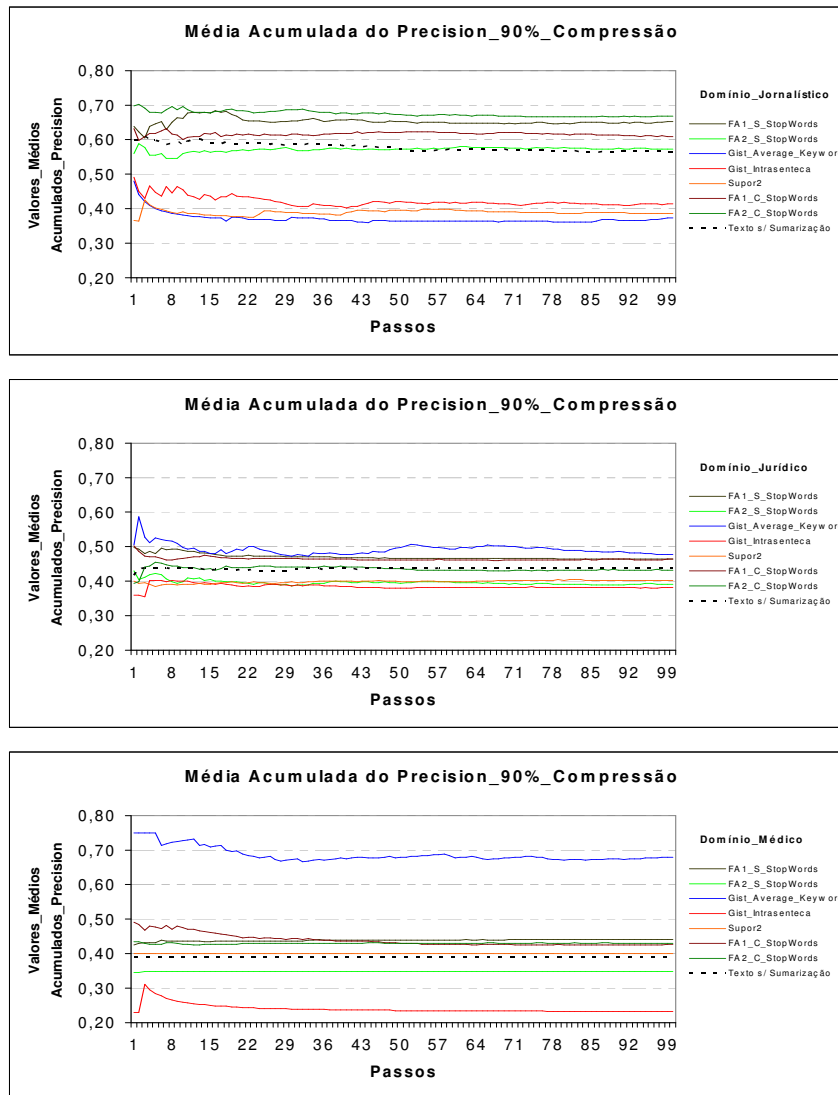 Média Acumulada do Precision_90%_Compressão
Valores_Médios
Acumulados_Precision
0,80
0,70
0,60
0,50
0,40
0,30
0,20
1 8 15 22 29 36 43 50 57 64 71 78 85 92 99
Passos
Domínio_Jornalístico
FA1_S_StopWords
FA2_S_StopWords
Gist_Average_Keywor
Gist_Intrasenteca
Supor2
FA1_C_StopWords
FA2_C_StopWords
Texto s/ Sumarização
Média Acumulada do Precision_90%_Compressão
Valores_Médios
Acumulados_Precision
0,80
0,70
0,60
0,50
0,40
0,30
0,20
1 8 15 22 29 36 43 50 57 64 71 78 85 92 99
Passos
Domínio_Jurídico
FA1_S_StopWords
FA2_S_StopWords
Gist_Average_Keywor
Gist_Intrasenteca
Supor2
FA1_C_StopWords
FA2_C_StopWords
Texto s/ Sumarização
Média Acumulada do Precision_90%_Compressão
Valores_Médios
Acumulados_Precision
0,80
0,70
0,60
0,50
0,40
0,30
0,20
1 8 15 22 29 36 43 50 57 64 71 78 85 92 99
Passos
Domínio_Médico
FA1_S_StopWords
FA2_S_StopWords
Gist_Average_Keywor
Gist_Intrasenteca
Supor2
FA1_C_StopWords
FA2_C_StopWords
Texto s/ Sumarização